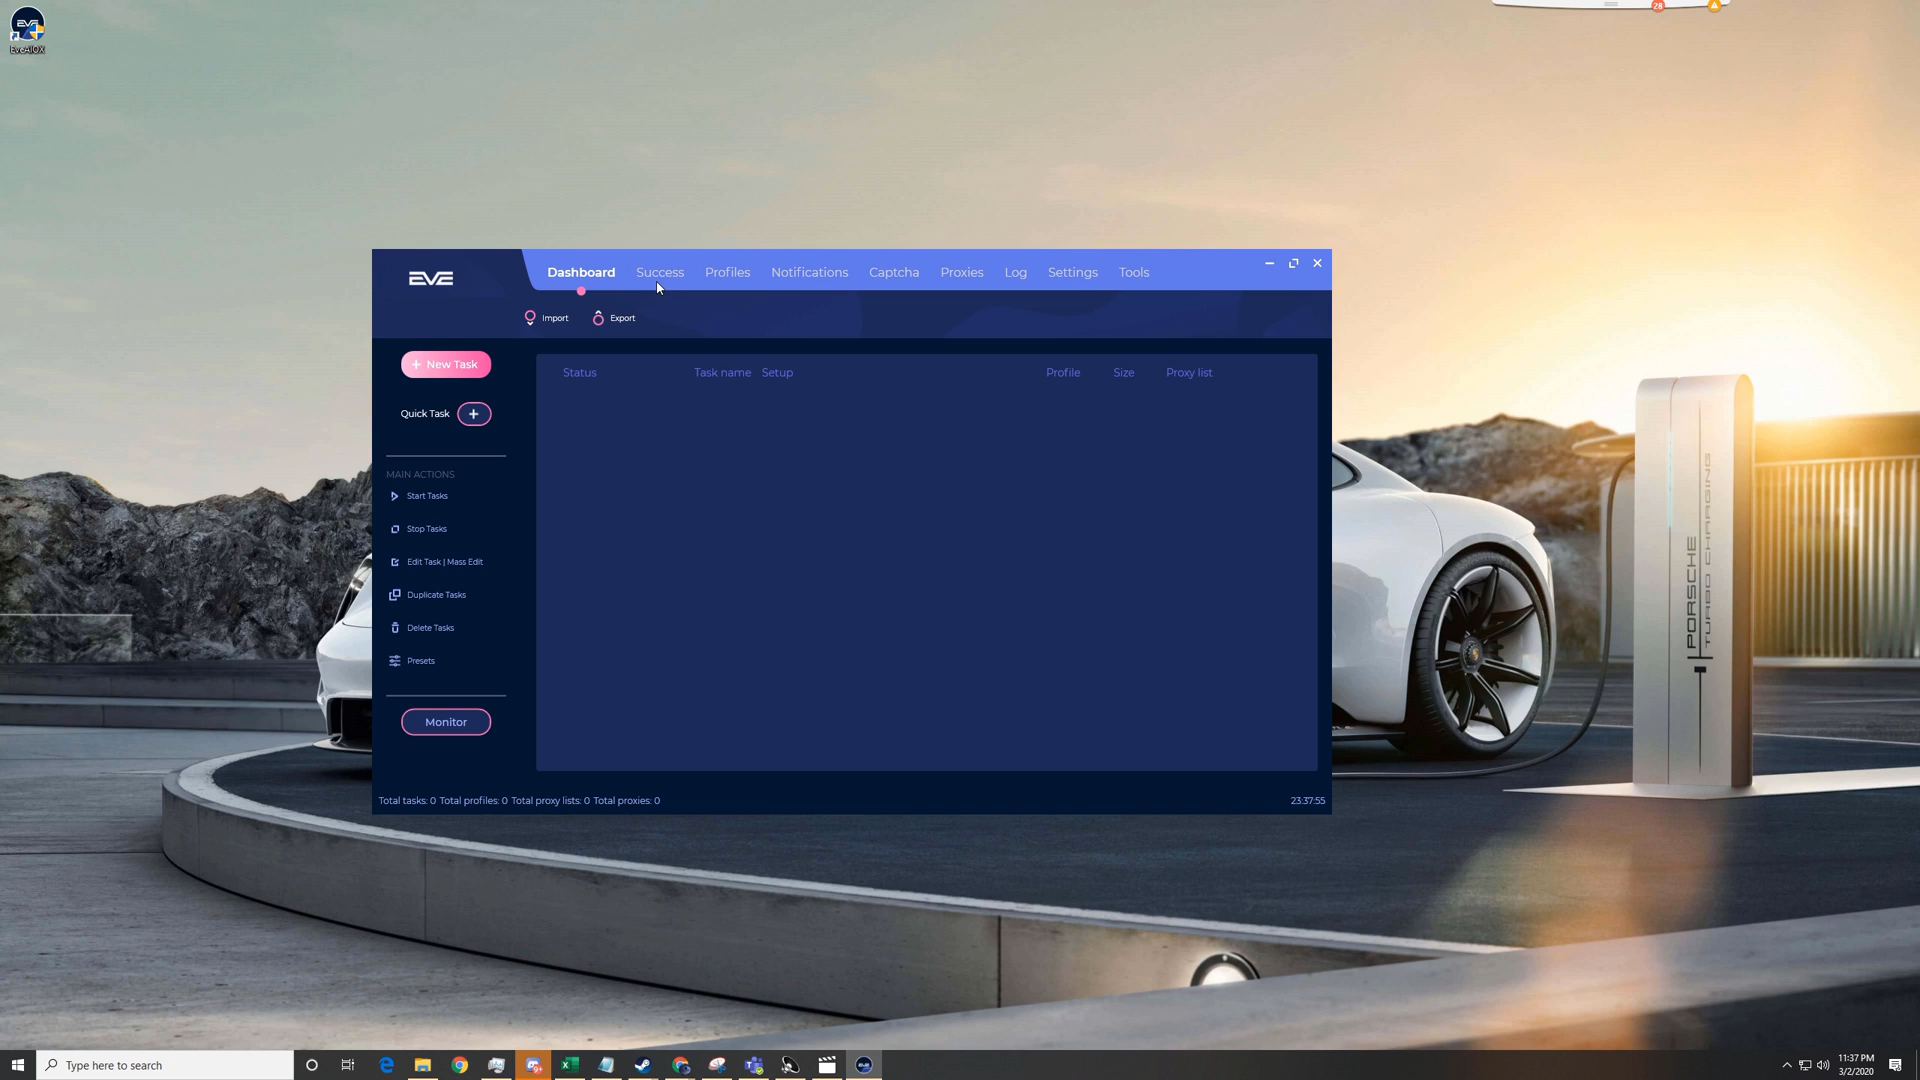 EveAIOX
28
EVE
Dashboard Success Profiles Notifications Captcha Proxies Log Settings Tools
Import Export
+ New Task
Quick Task +
Status Task name Setup Profile Size Proxy list
MAIN ACTIONS
Start Tasks
Stop Tasks
Edit Task | Mass Edit
Duplicate Tasks
Delete Tasks
Presets
Monitor
Total tasks: 0 Total profiles: 0 Total proxy lists: 0 Total proxies: 0
23:37:55
PORSCHE
TURBO CHARGING
Type here to search
11:37 PM
3/2/2020